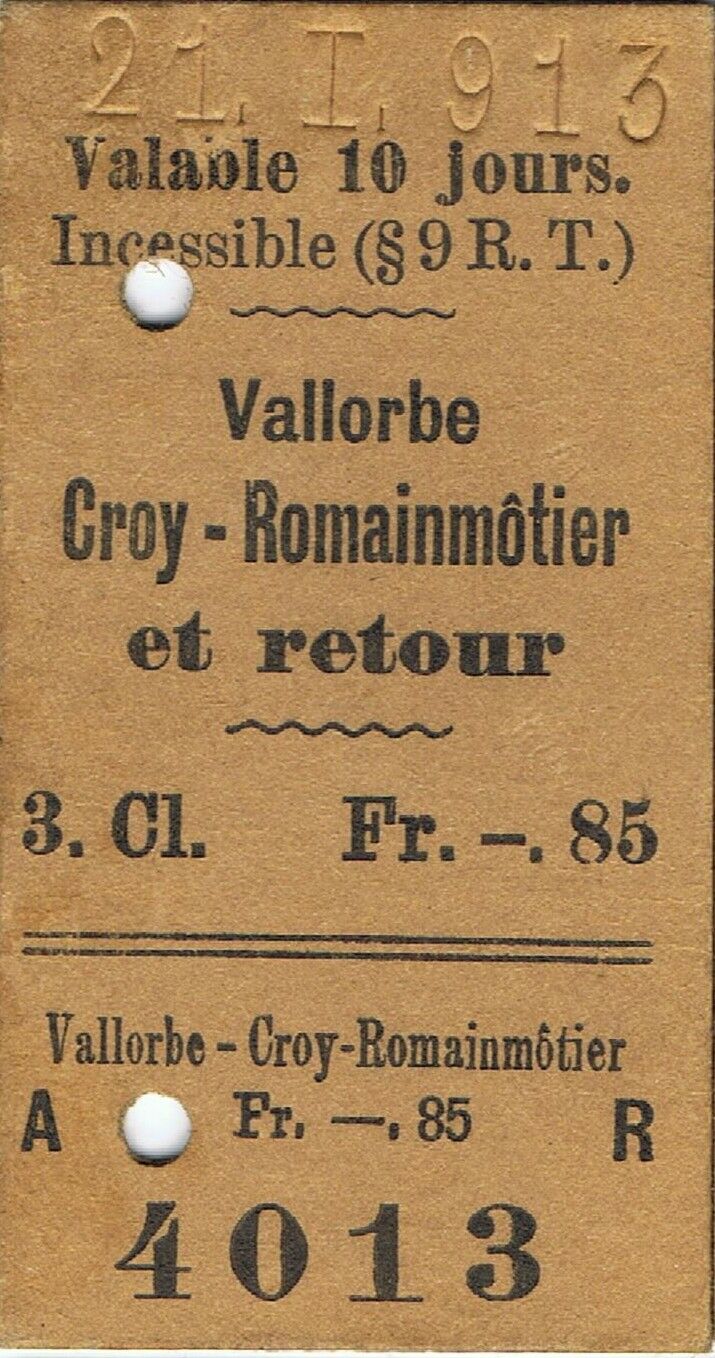 21. I. 913
Valable 10 jours.
Incessible (§ 9 R. T.)
Vallorbe
Croy - Romainmôtier
et retour
3. Cl. Fr. –. 85
Vallorbe - Croy-Romainmôtier
A Fr. —. 85 R
4013